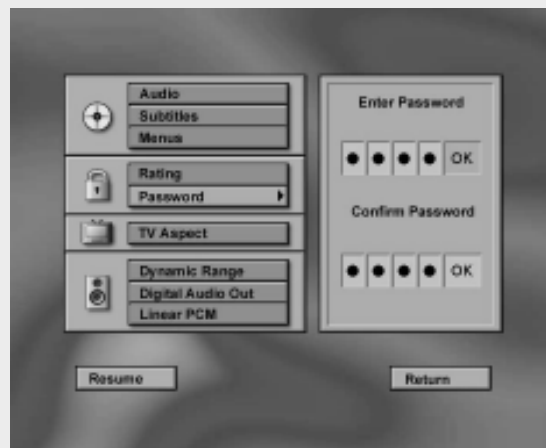 Audio
Subtitles
Menus
Rating
Password
TV Aspect
Dynamic Range
Digital Audio Out
Linear PCM
Enter Password
OK
Confirm Password
OK
Resume
Return